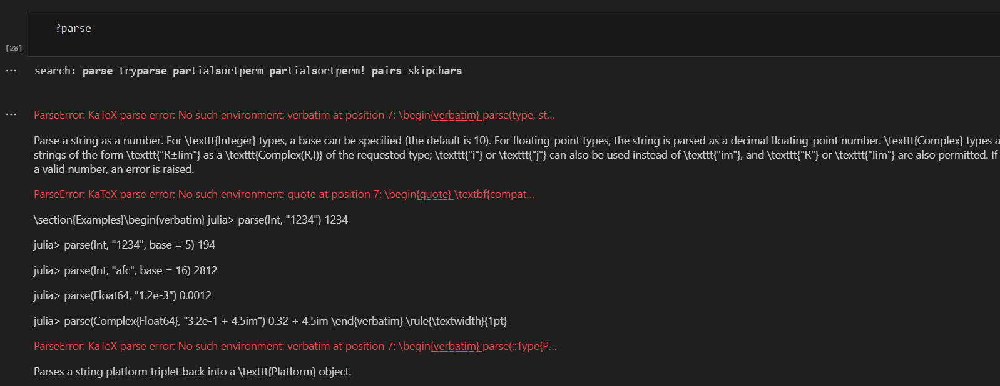 ?parse
[28]
... search: parse tryparse partialsortperm partialsortperm! pairs skipchars
... ParseError: KaTeX parse error: No such environment: verbatim at position 7: \begin{verbatim} parse(type, st...
Parse a string as a number. For \texttt{Integer} types, a base can be specified (the default is 10). For floating-point types, the string is parsed as a decimal floating-point number. \texttt{Complex} types a
strings of the form \texttt{"R±Iim"} as a \texttt{Complex(R,I)} of the requested type; \texttt{"i"} or \texttt{"j"} can also be used instead of \texttt{"im"}, and \texttt{"R"} or \texttt{"Iim"} are also permitted. If
a valid number, an error is raised.
ParseError: KaTeX parse error: No such environment: quote at position 7: \begin{quote} \textbf{compat...
\section{Examples}\begin{verbatim} julia> parse(Int, "1234") 1234
julia> parse(Int, "1234", base = 5) 194
julia> parse(Int, "afc", base = 16) 2812
julia> parse(Float64, "1.2e-3") 0.0012
julia> parse(Complex{Float64}, "3.2e-1 + 4.5im") 0.32 + 4.5im \end{verbatim} \rule{\textwidth}{1pt}
ParseError: KaTeX parse error: No such environment: verbatim at position 7: \begin{verbatim} parse(::Type{P...
Parses a string platform triplet back into a \texttt{Platform} object.